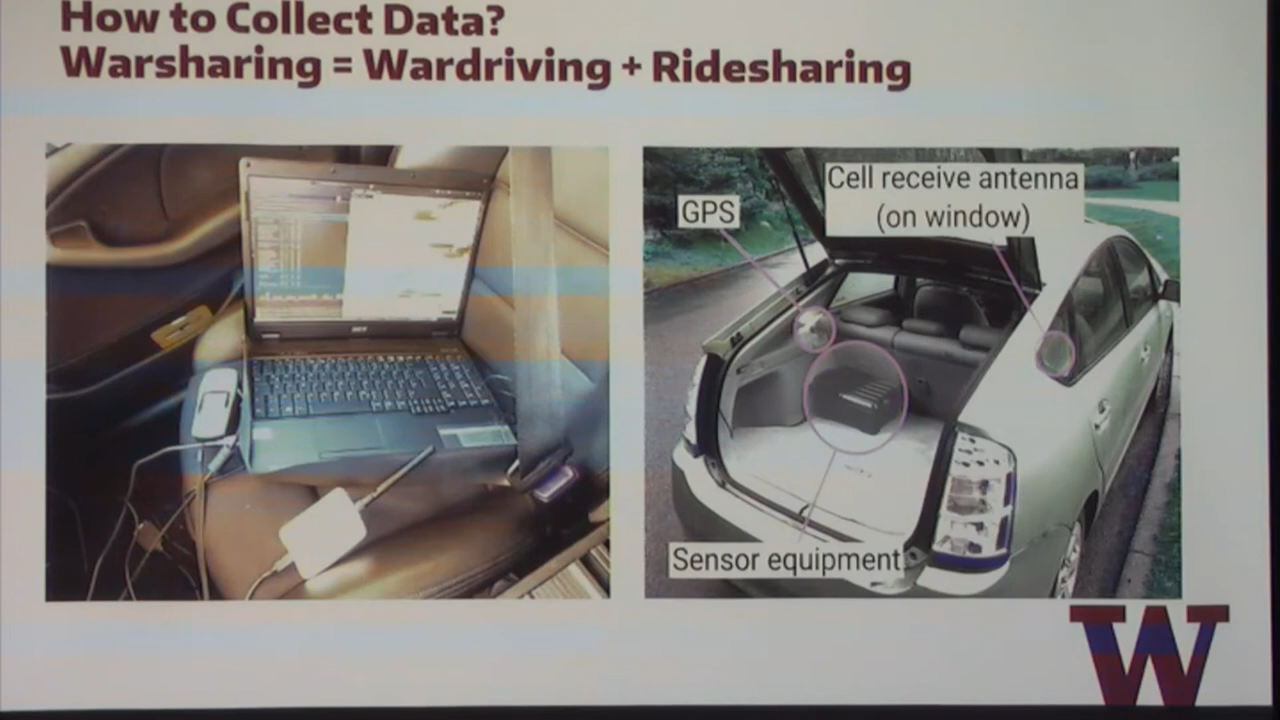 How to Collect Data?
Warsharing = Wardriving + Ridesharing
GPS
Cell receive antenna
(on window)
Sensor equipment
W